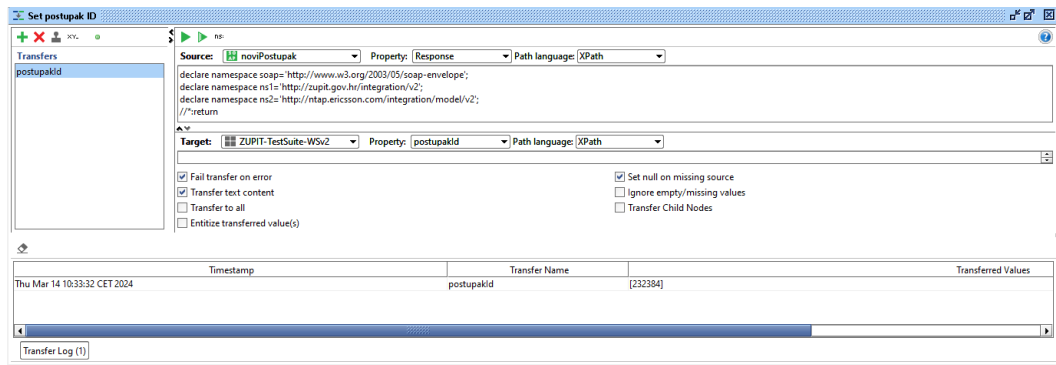 Set postupak ID
ns:
Transfers
postupakId
Source: noviPostupak Property: Response Path language: XPath
declare namespace soap='http://www.w3.org/2003/05/soap-envelope';
declare namespace ns1='http://zupit.gov.hr/integration/v2';
declare namespace ns2='http://ntap.ericsson.com/integration/model/v2';
//*:return
Target: ZUPIT-TestSuite-WSv2 Property: postupakId Path language: XPath
Fail transfer on error Set null on missing source
Transfer text content Ignore empty/missing values
Transfer to all Transfer Child Nodes
Entitize transferred value(s)
Timestamp Transfer Name Transferred Values
Thu Mar 14 10:33:32 CET 2024 postupakId [232384]
Transfer Log (1)